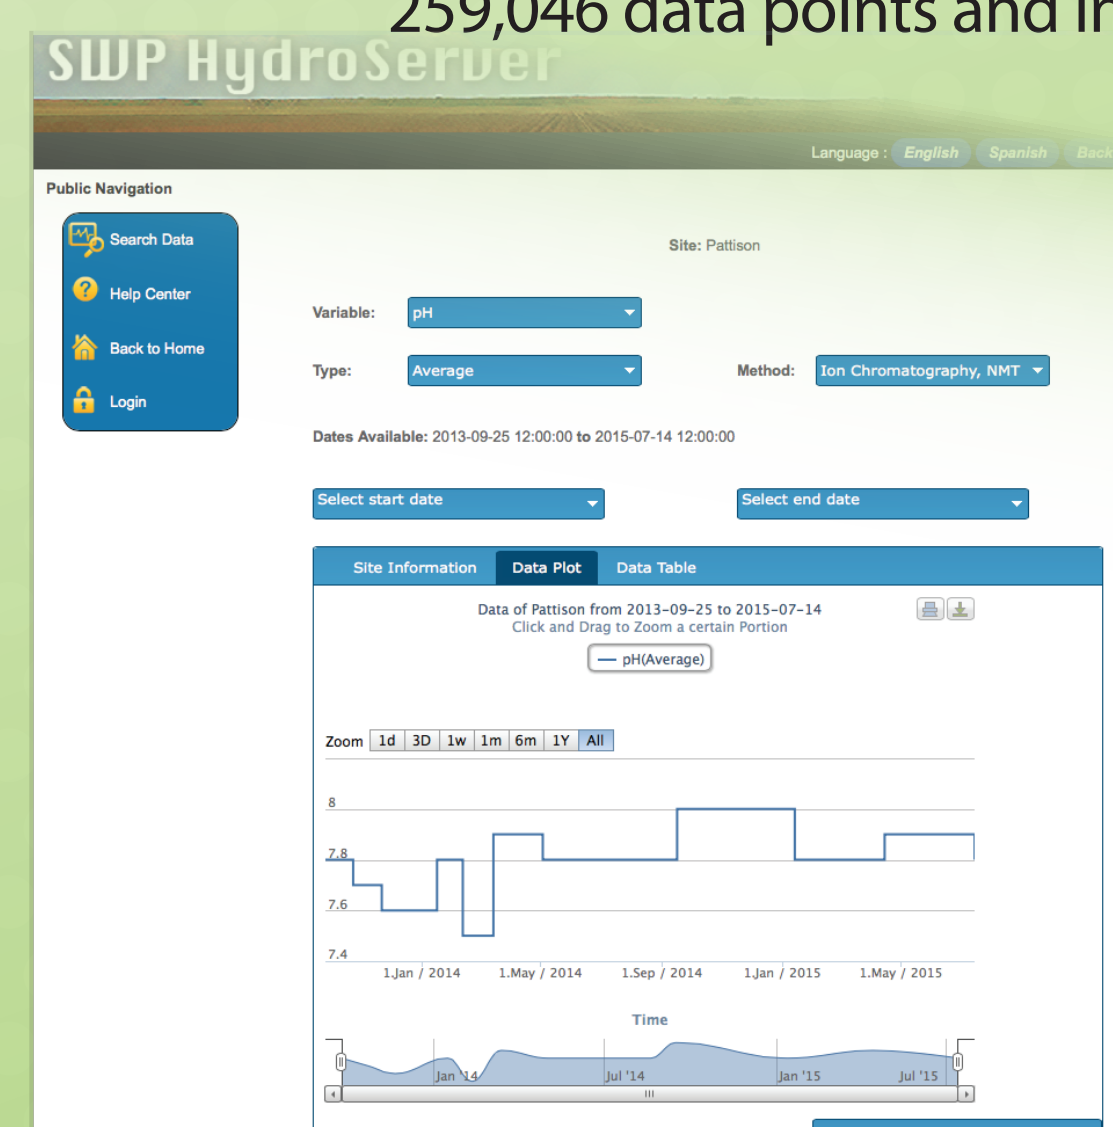 259,046 data points and
SWP HydroServer
Language : English Spanish Back
Public Navigation
Search Data
Help Center
Back to Home
Login
Site: Pattison
Variable: pH
Type: Average Method: Ion Chromatography, NMT
Dates Available: 2013-09-25 12:00:00 to 2015-07-14 12:00:00
Select start date Select end date
Site Information Data Plot Data Table
Data of Pattison from 2013-09-25 to 2015-07-14
Click and Drag to Zoom a certain Portion
pH(Average)
Zoom 1d 3D 1w 1m 6m 1Y All
8
7.8
7.6
7.4
1.Jan / 2014 1.May / 2014 1.Sep / 2014 1.Jan / 2015 1.May / 2015
Time
Jan '14 Jul '14 Jan '15 Jul '15